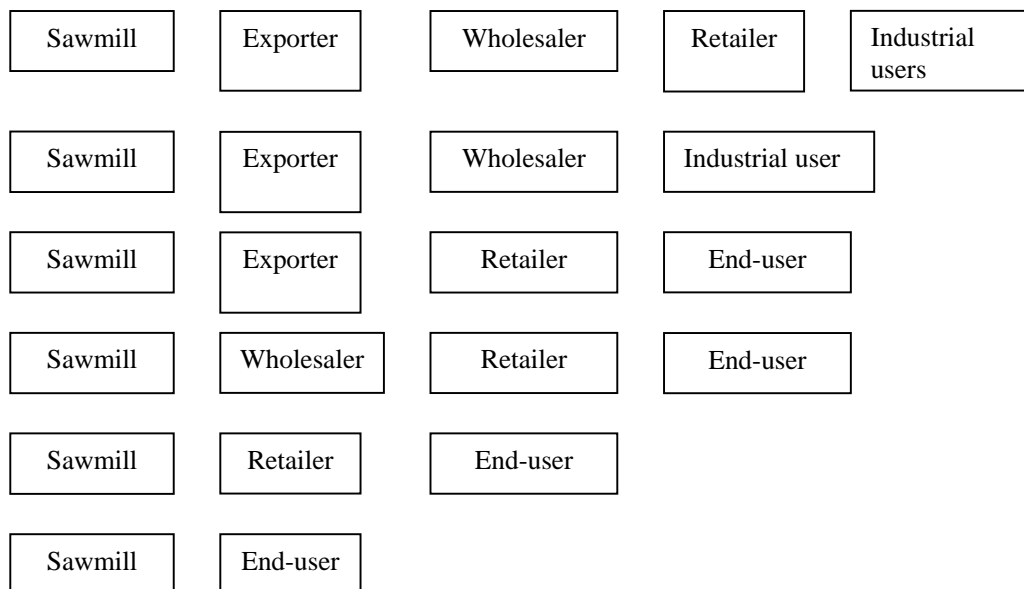 Sawmill Exporter Wholesaler Retailer Industrial
users
Sawmill Exporter Wholesaler Industrial user
Sawmill Exporter Retailer End-user
Sawmill Wholesaler Retailer End-user
Sawmill Retailer End-user
Sawmill End-user